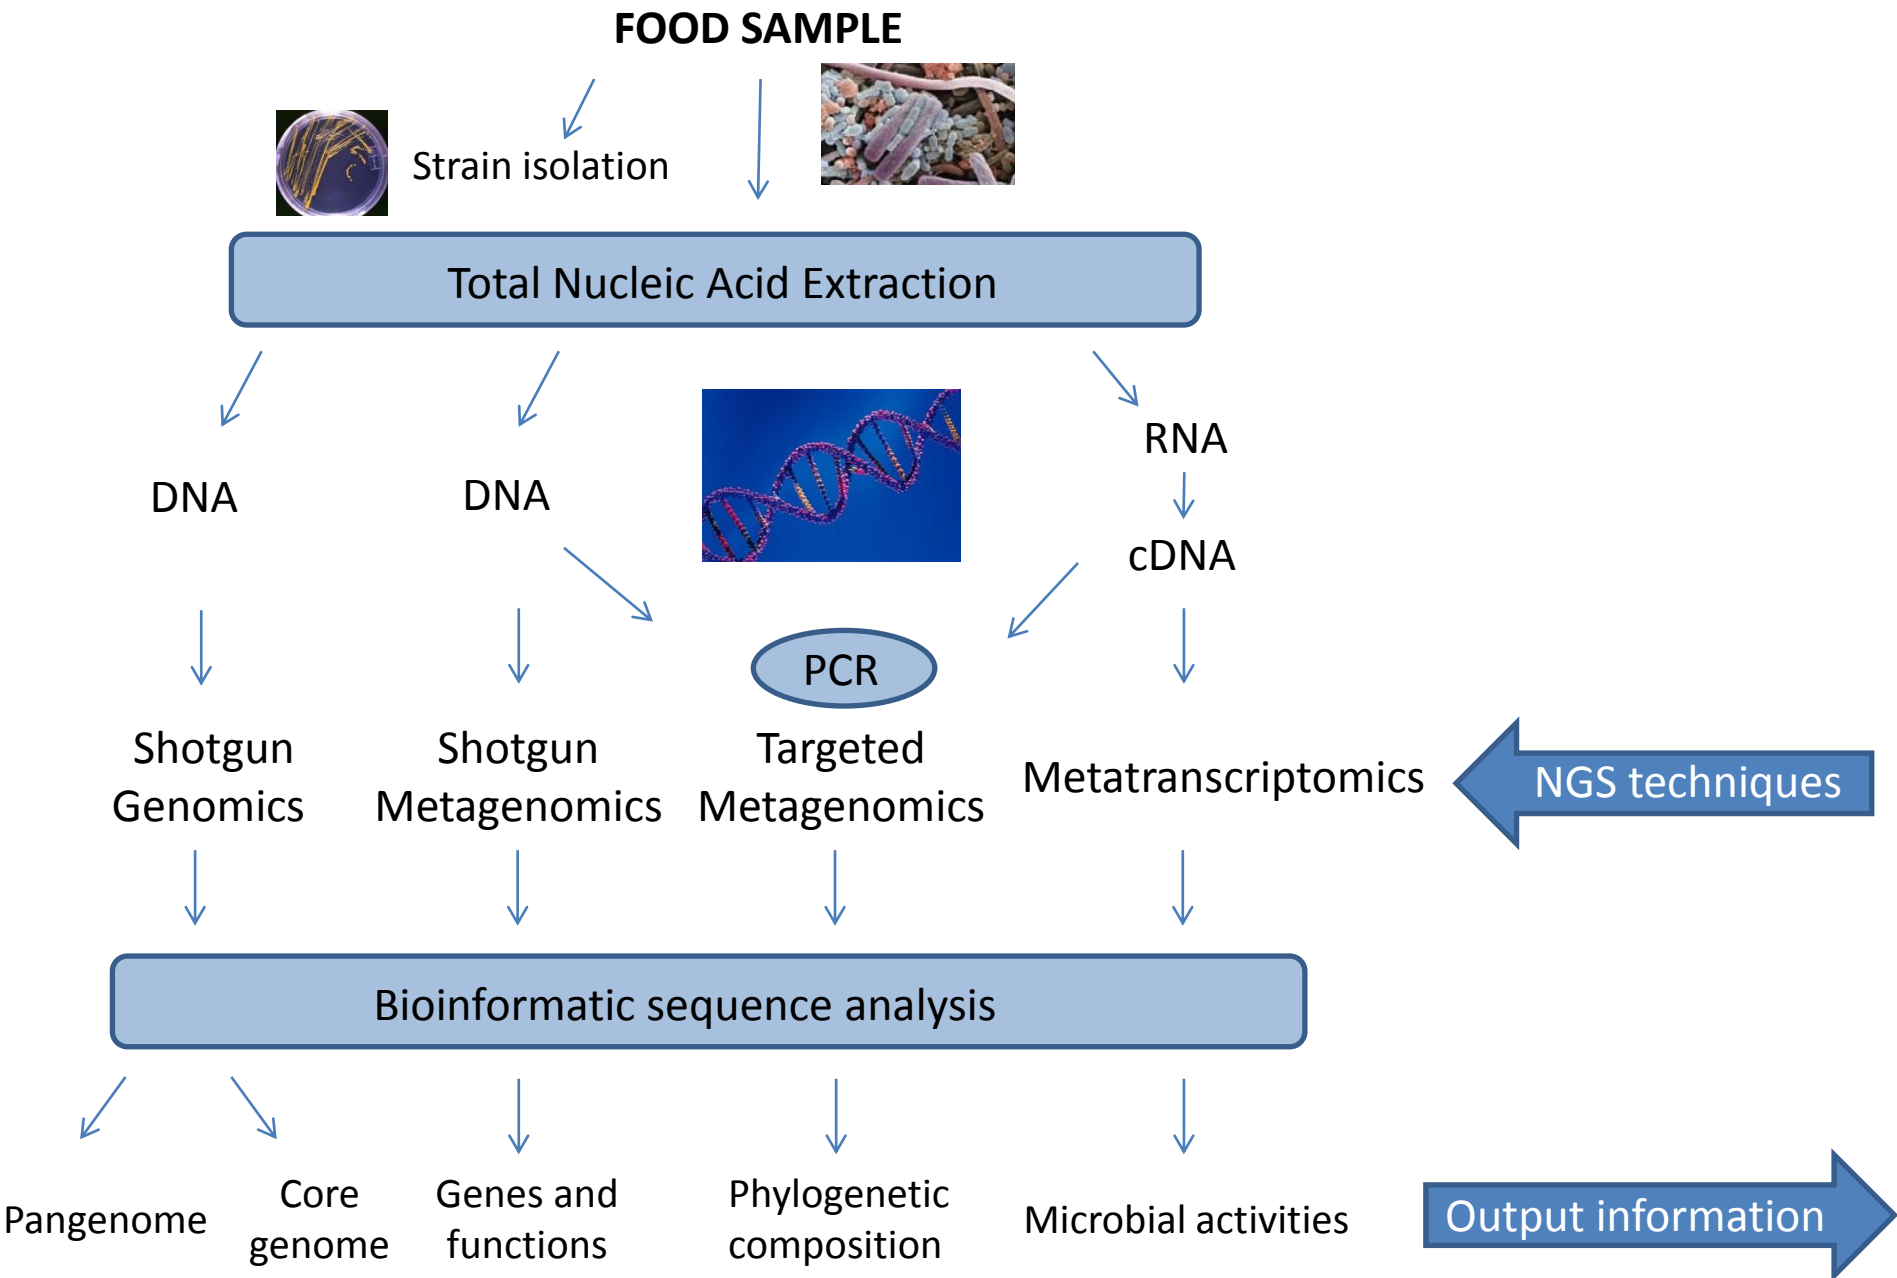 FOOD SAMPLE
Strain isolation
Total Nucleic Acid Extraction
DNA
DNA
RNA
cDNA
PCR
Shotgun
Genomics
Shotgun
Metagenomics
Targeted
Metagenomics
Metatranscriptomics
NGS techniques
Bioinformatic sequence analysis
Pangenome
Core
genome
Genes and
functions
Phylogenetic
composition
Microbial activities
Output information